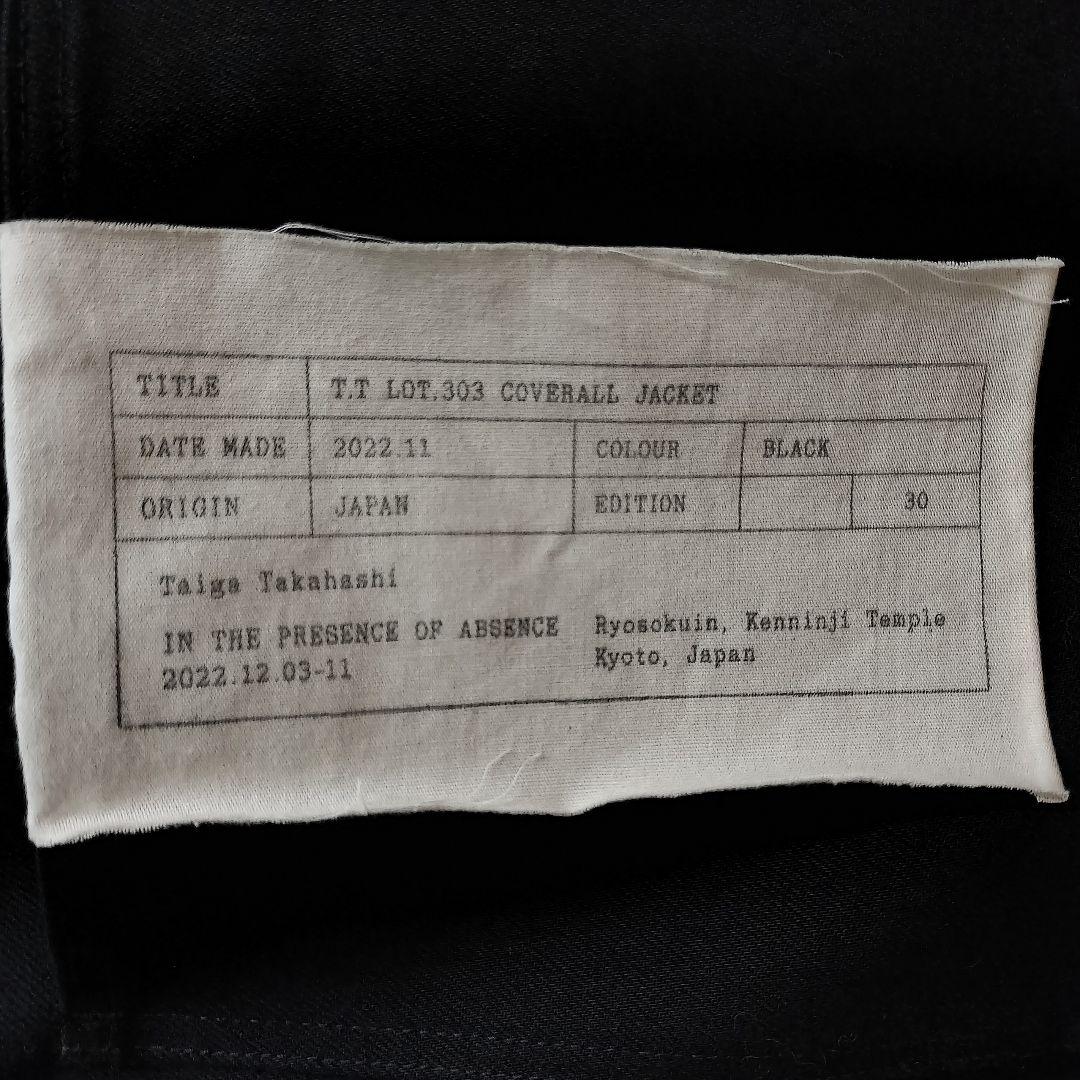 TITLE T.T LOT.303 COVERALL JACKET
DATE MADE 2022.11 COLOUR BLACK
ORIGIN JAPAN EDITION 30
Taiga Takahashi
IN THE PRESENCE OF ABSENCE Ryosokuin, Kenninji Temple
2022.12.03-11 Kyoto, Japan